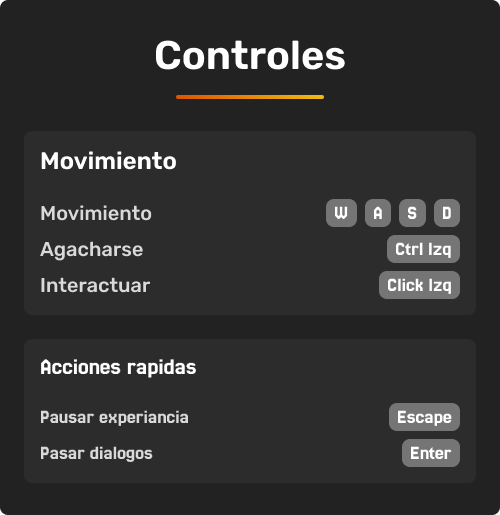 Controles
Movimiento
Movimiento W A S D
Agacharse Ctrl Izq
Interactuar Click Izq
Acciones rapidas
Pausar experiancia Escape
Pasar dialogos Enter